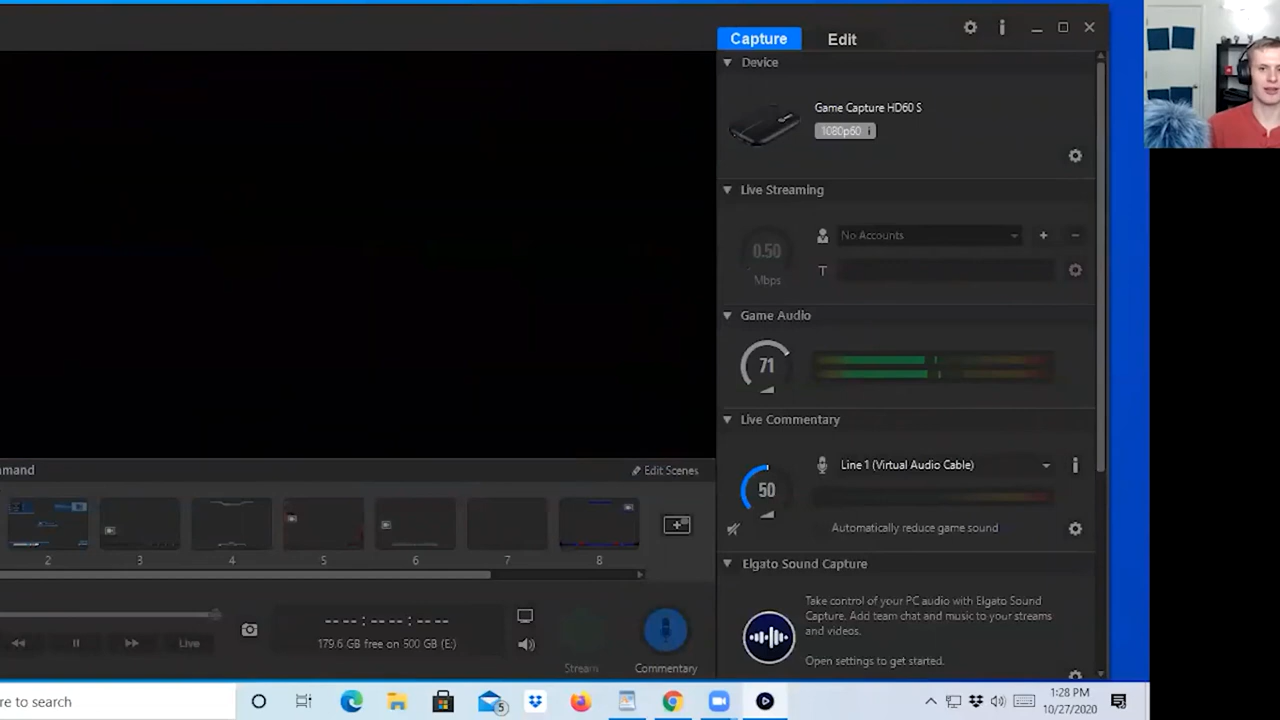 Capture
Edit
Device
Game Capture HD60 S
1080p60 i
Live Streaming
0.50
Mbps
No Accounts
T
Game Audio
71
Live Commentary
50
Line 1 (Virtual Audio Cable)
Automatically reduce game sound
mmand
Edit Scenes
2 3 4 5 6 7 8
Elgato Sound Capture
Take control of your PC audio with Elgato Sound
Capture. Add team chat and music to your streams
and videos.
Open settings to get started.
Live
-- -- : -- -- : -- --
179.6 GB free on 500 GB (E:)
Stream
Commentary
re to search
5
1:28 PM
10/27/2020